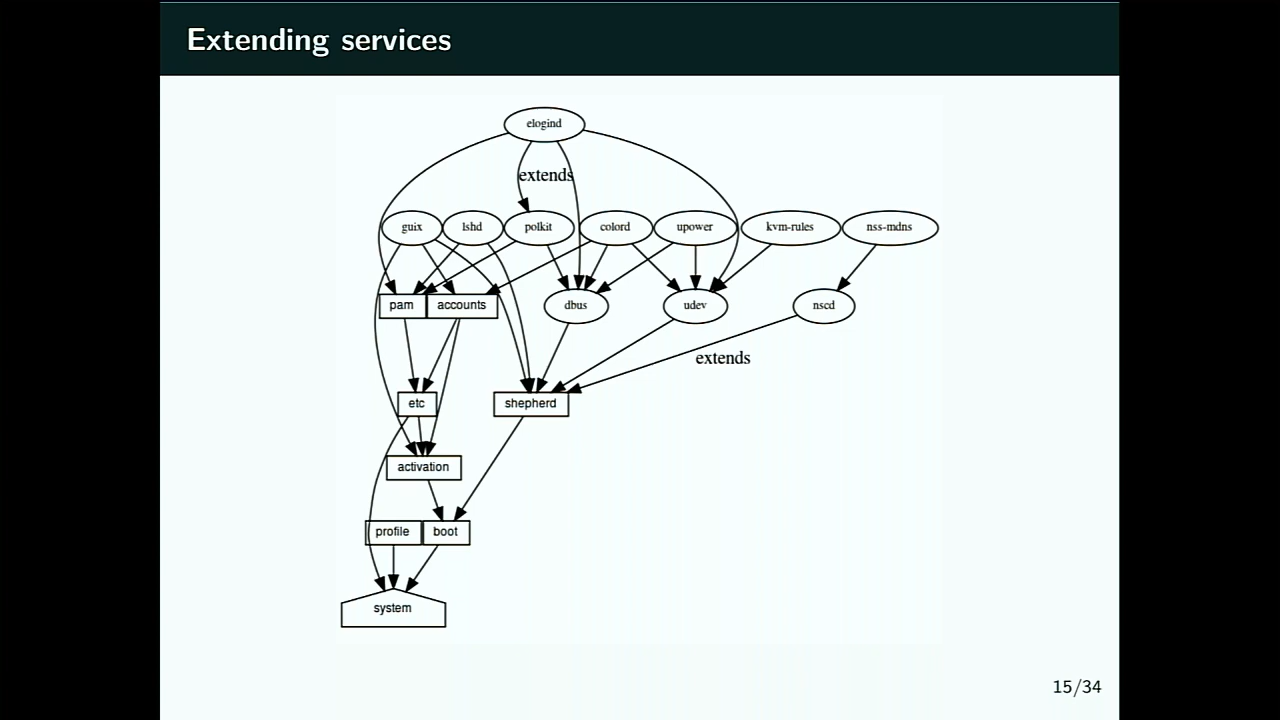 Extending services
elogind
extends
guix
lshd
polkit
colord
upower
kvm-rules
nss-mdns
pam
accounts
dbus
udev
nscd
extends
etc
shepherd
activation
profile
boot
system
15/34